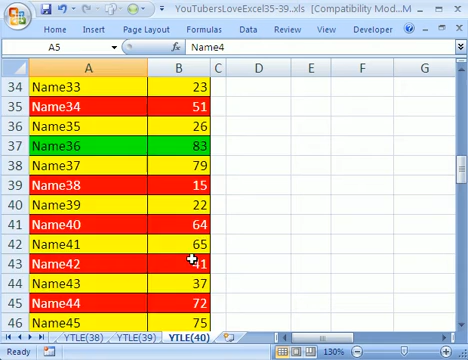 YouTubersLoveExcel35-39..xls [Compatibility Mod...
Home Insert Page Layout Formulas Data Review View Developer
A5 Name4
A B C D E F G
34 Name33 23
35 Name34 51
36 Name35 26
37 Name36 83
38 Name37 79
39 Name38 15
40 Name39 22
41 Name40 64
42 Name41 65
43 Name42 41
44 Name43 37
45 Name44 72
46 Name45 75
YTLE(38) YTLE(39) YTLE(40)
Ready 130%